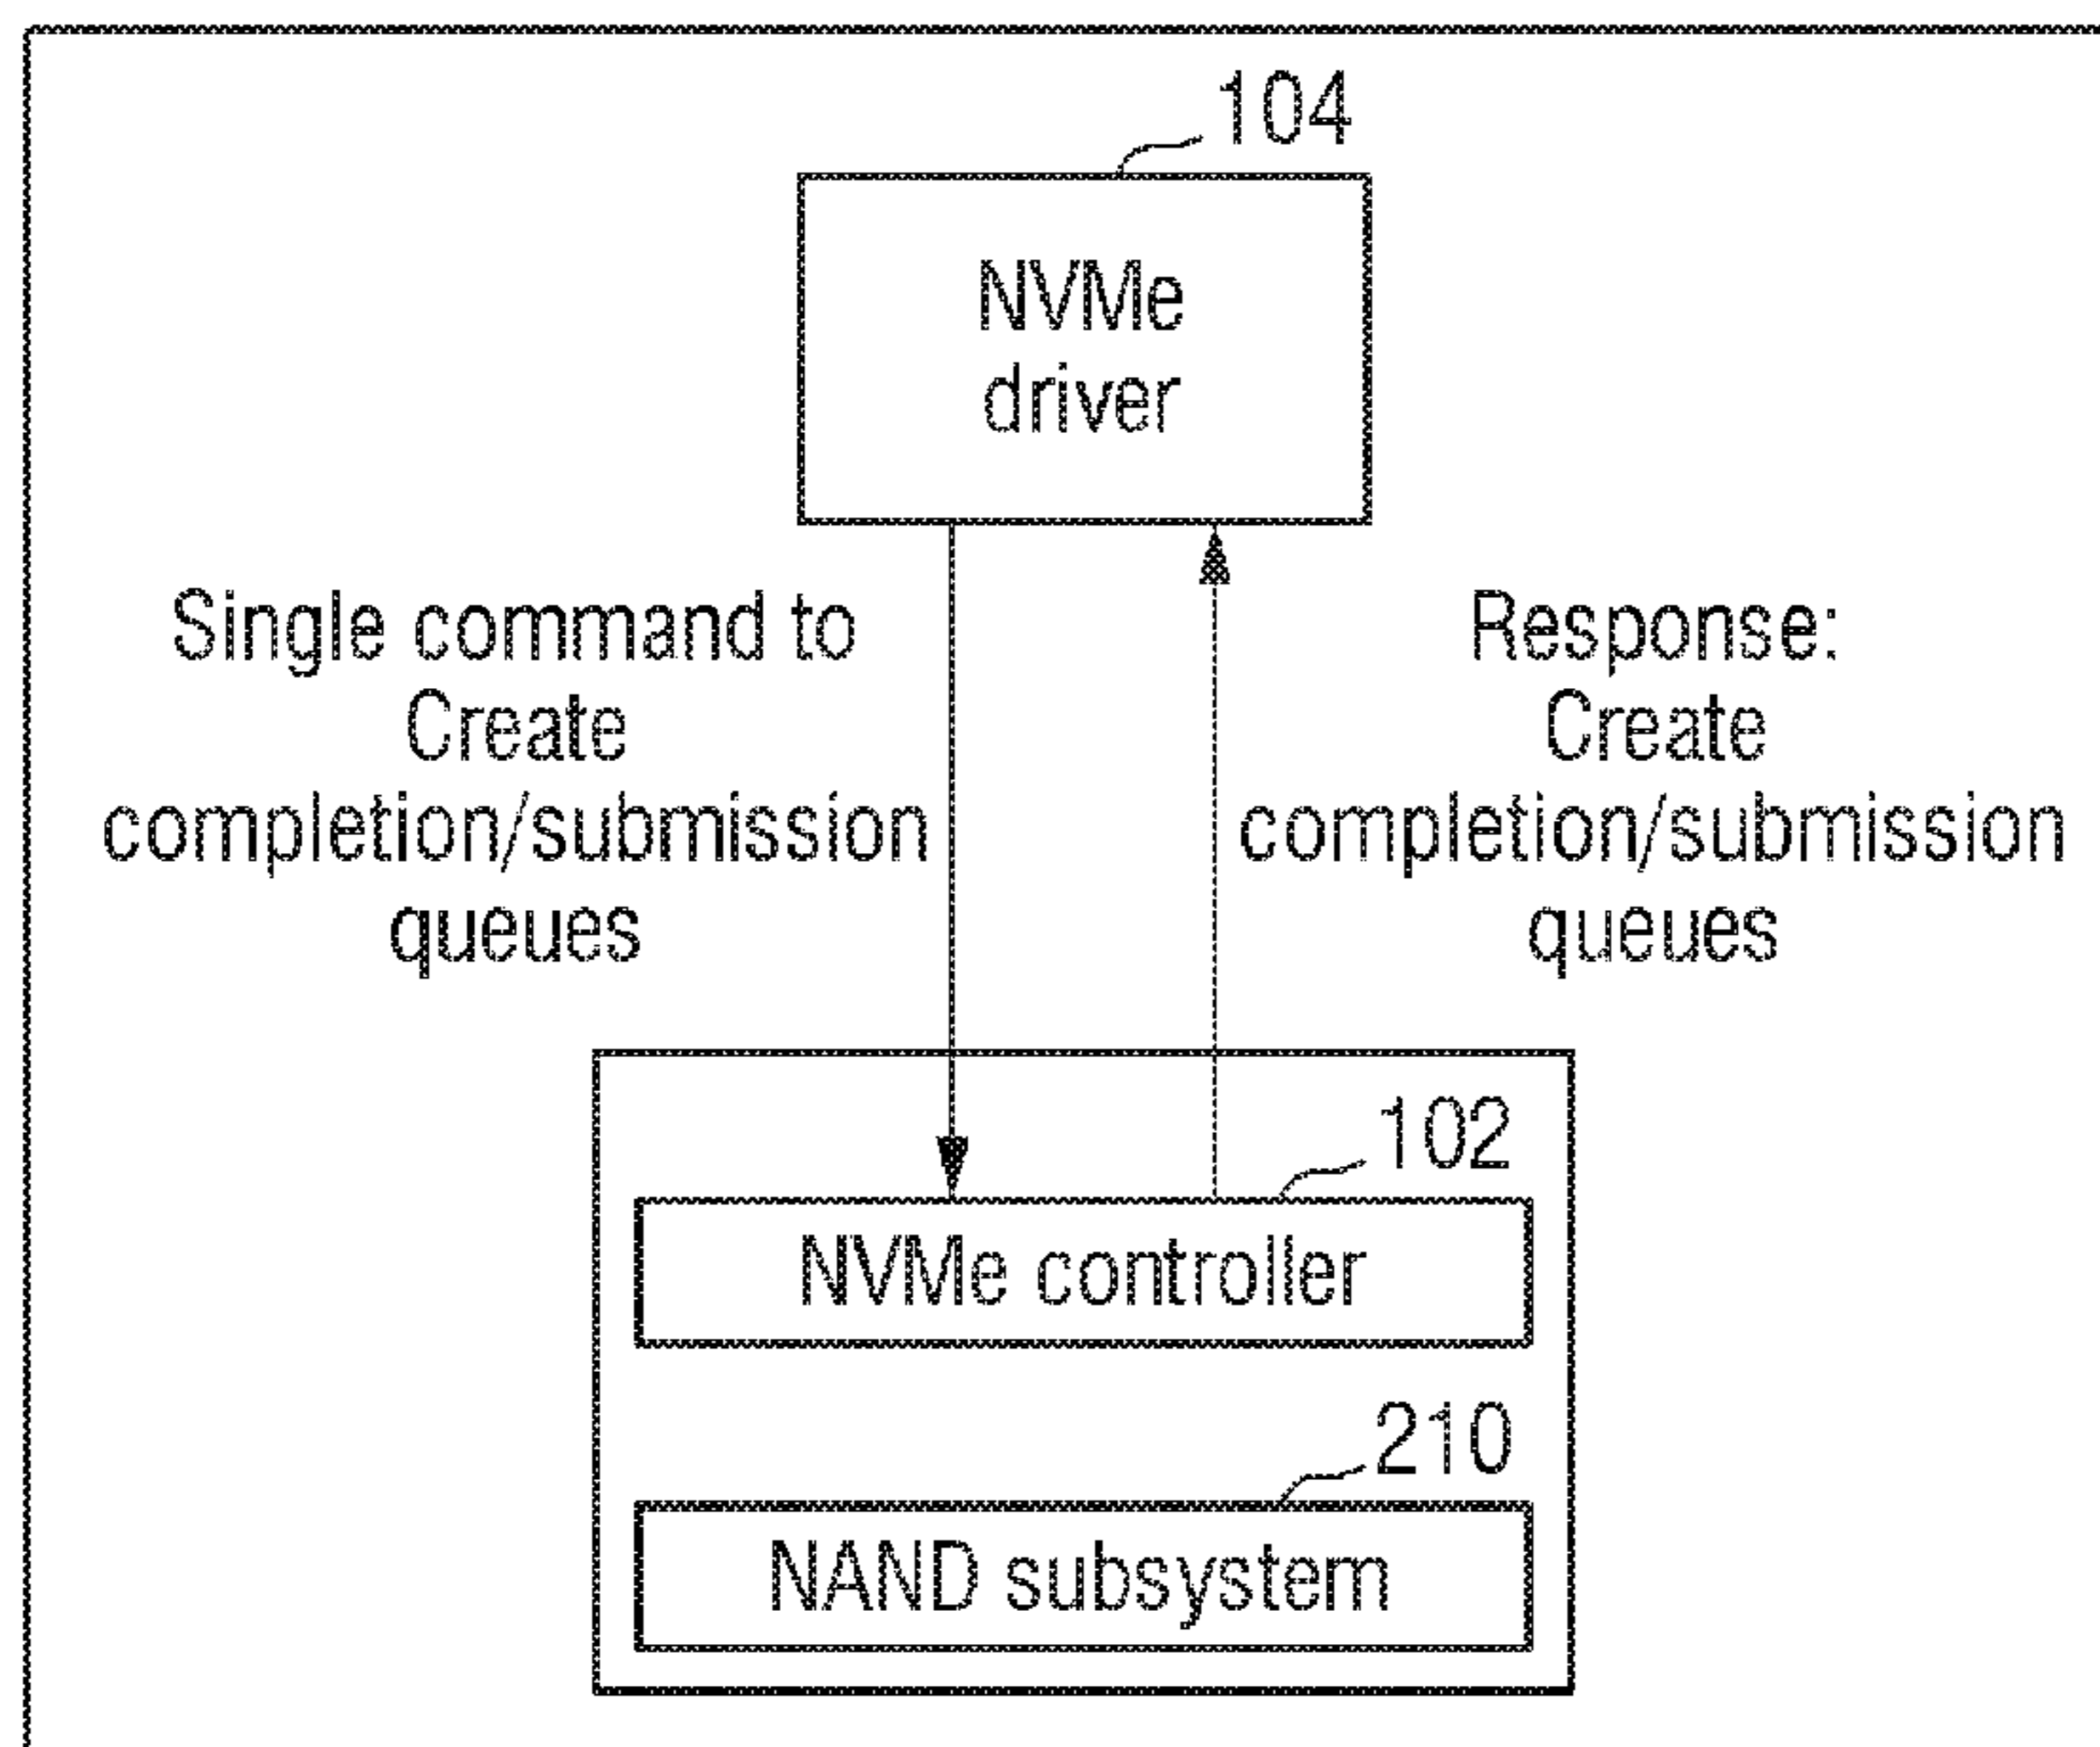 104
NVMe
driver
Single command to
Create
completion/submission
queues
Response:
Create
completion/submission
queues
102
NVMe controller
210
NAND subsystem